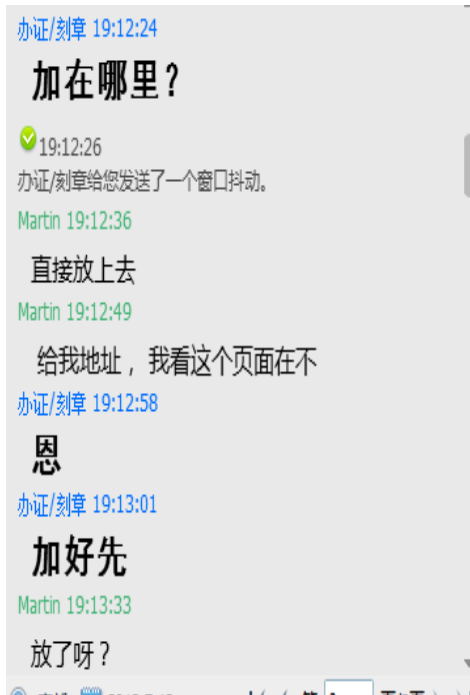 办证/刻章 19:12:24
加在哪里?
19:12:26
办证/刻章给您发送了一个窗口抖动。
Martin 19:12:36
直接放上去
Martin 19:12:49
给我地址，我看这个页面在不
办证/刻章 19:12:58
恩
办证/刻章 19:13:01
加好先
Martin 19:13:33
放了呀?